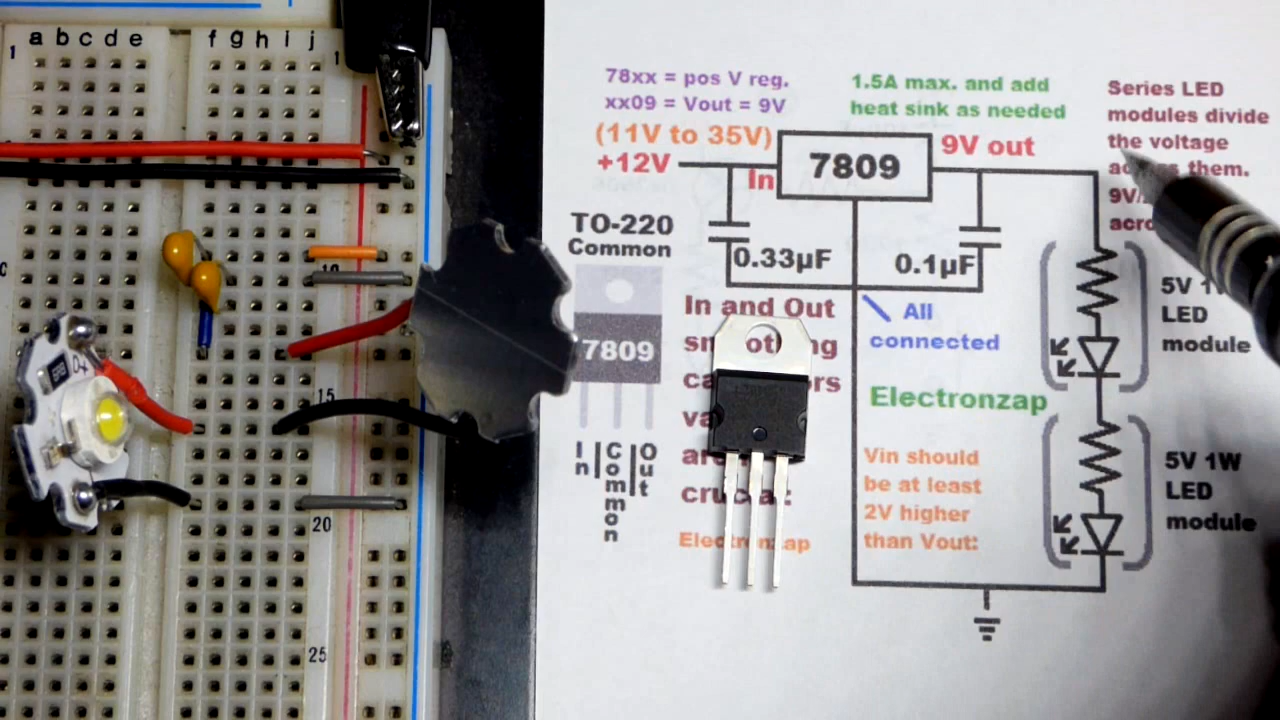 a b c d e
f g h i j
1
1
10
15
20
25
D4
78xx = pos V reg.
xx09 = Vout = 9V
(11V to 35V)
+12V
In
7809
9V out
1.5A max. and add
heat sink as needed
Series LED
modules divide
the voltage
them.
9V/
TO-220
Common
0.33µF
0.1µF
7809
In
Common
Out
In and Out
All
connected
Electronzap
Vin should
be at least
2V higher
than Vout:
5V
LED
module
5V 1W
LED
module